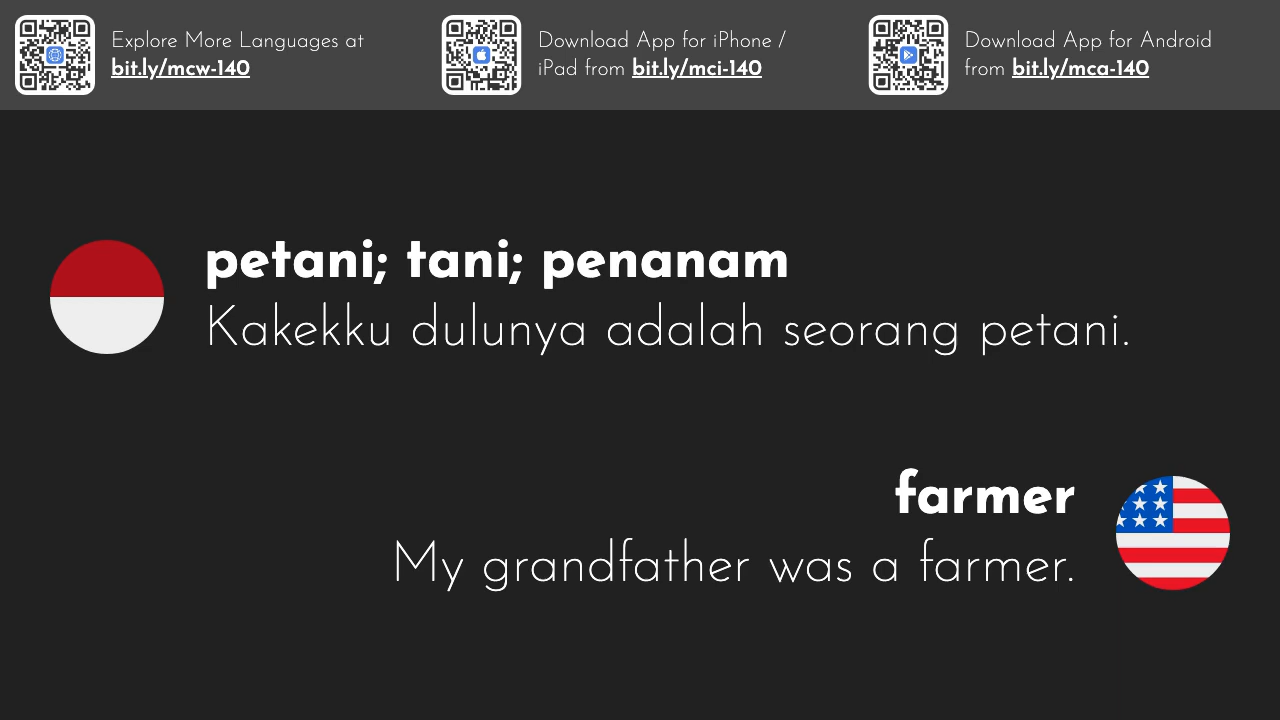 Explore More Languages at
bit.ly/mcw-140
Download App for iPhone /
iPad from bit.ly/mci-140
Download App for Android
from bit.ly/mca-140
petani; tani; penanam
Kakekku dulunya adalah seorang petani.
farmer
My grandfather was a farmer.